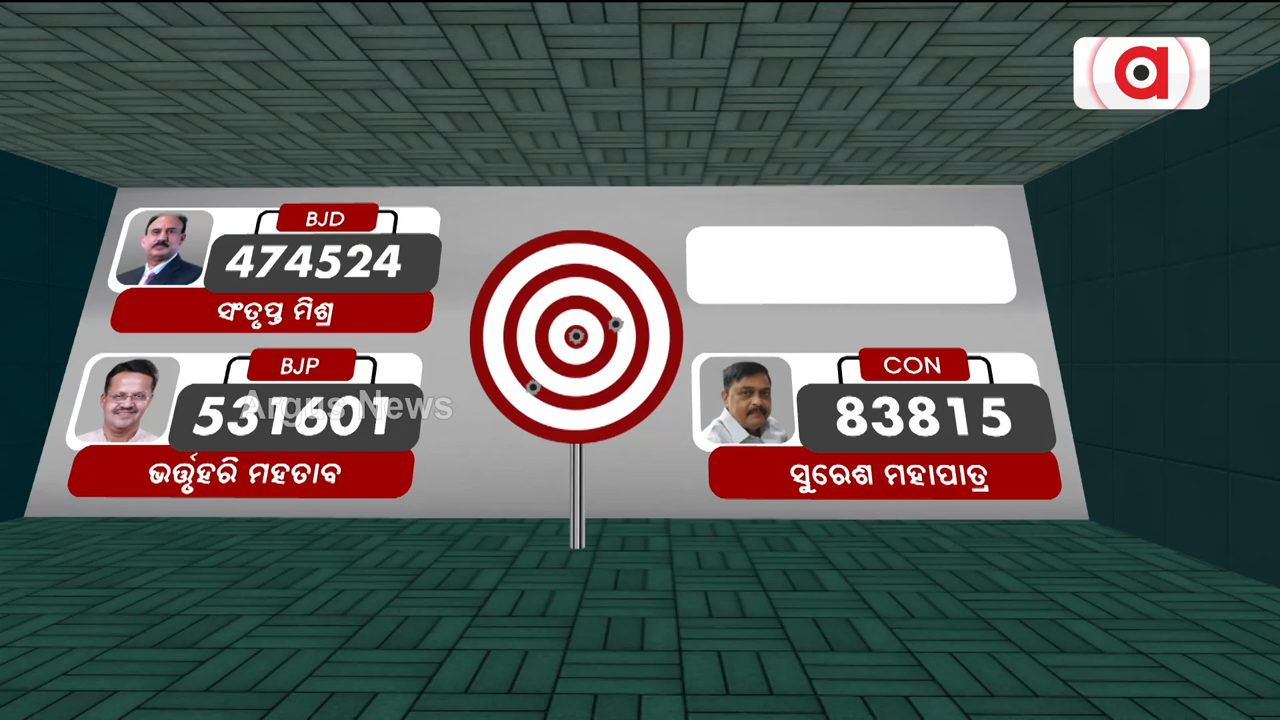 a
BJD
474524
ସଂତୃପ୍ତ ମିଶ୍ର
BJP
531601
Argus News
ଭର୍ତ୍ତୃହରି ମହତାବ
CON
83815
ସୁରେଶ ମହାପାତ୍ର